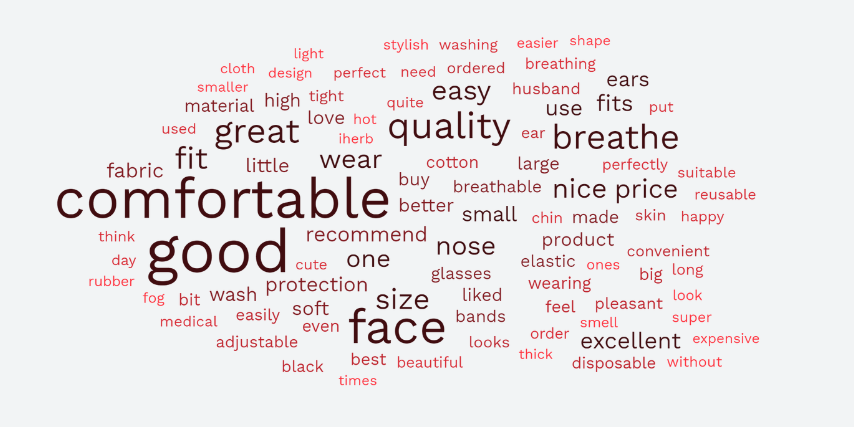 stylish washing easier shape
light
cloth design perfect need ordered breathing
smaller easy husband ears
material high tight quite use fits put
used great love hot quality ear breathe
iherb
fit little wear cotton large perfectly suitable
fabric buy breathable nice price reusable
comfortable better small chin made skin happy
think good recommend nose product convenient
day cute one glasses elastic ones big long
rubber protection wearing
fog bit wash size liked feel pleasant look
medical easily soft even face bands smell super
adjustable looks order excellent expensive
black best beautiful thick disposable without
times